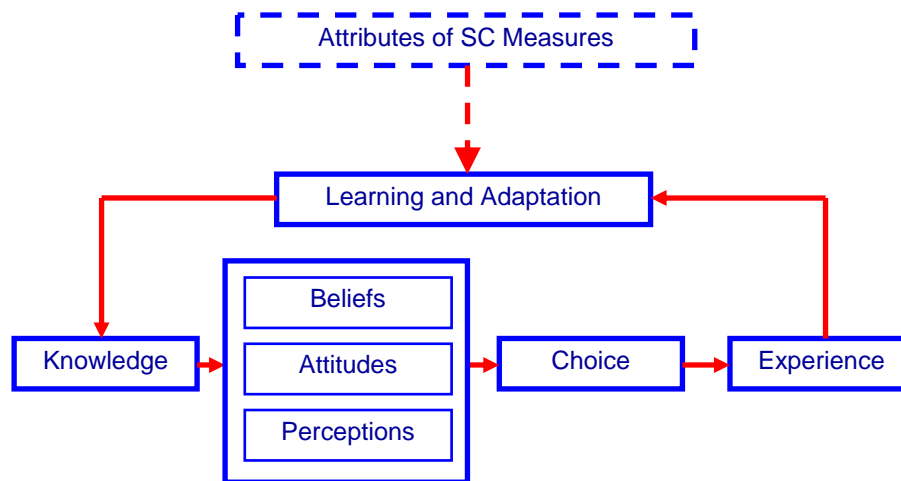 Attributes of SC Measures
Learning and Adaptation
Beliefs
Knowledge
Attitudes
Choice
Experience
Perceptions